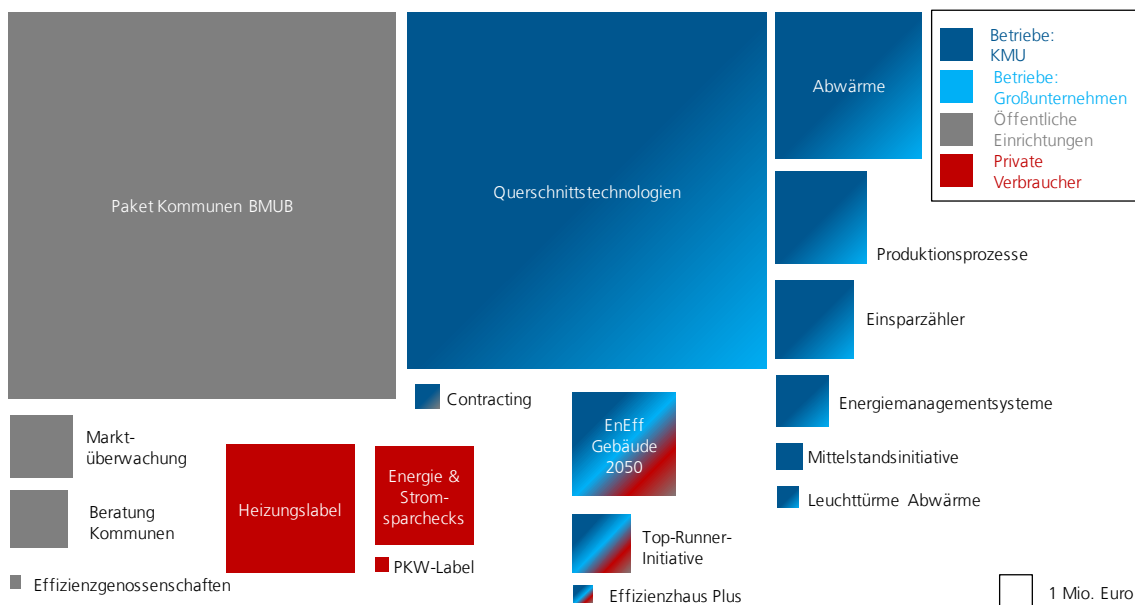 Paket Kommunen BMUB
Querschnittstechnologien
Abwärme
Betriebe:
KMU
Betriebe:
Großunternehmen
Öffentliche
Einrichtungen
Private
Verbraucher
Produktionsprozesse
Einsparzähler
Energiemanagementsysteme
Mittelstandsinitiative
Leuchttürme Abwärme
Contracting
EnEff
Gebäude
2050
Top-Runner-
Initiative
Effizienzhaus Plus
Markt-
überwachung
Beratung
Kommunen
Effizienzgenossenschaften
Heizungslabel
Energie &
Strom-
sparchecks
PKW-Label
1 Mio. Euro